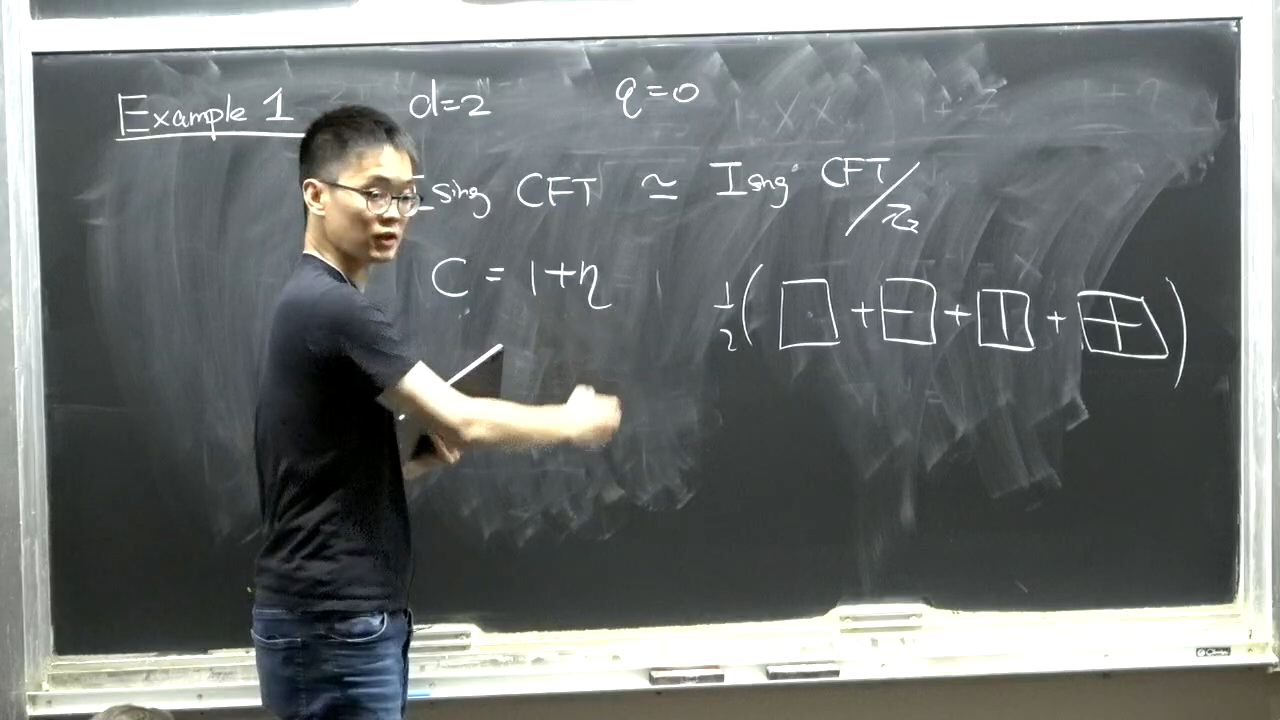 Example 1 d=2 q=0
Ising CFT ≃ Ising CFT/ℤ₂
C = 1+η ½( □ + ⊟ + ◫ + ⊞ )